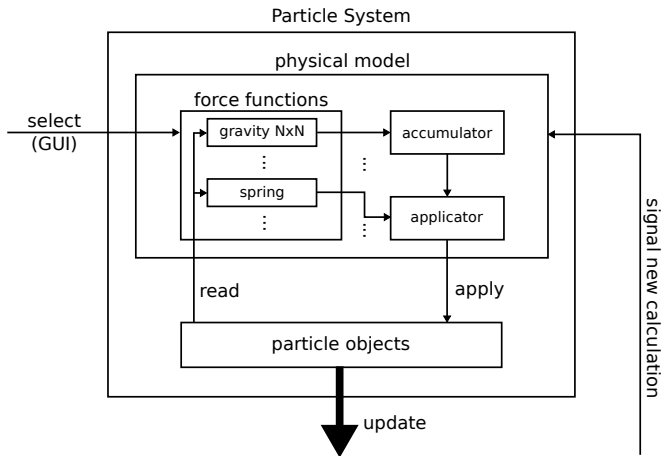 Particle System
physical model
force functions
select
(GUI)
gravity NxN
accumulator
⋮
⋮
spring
applicator
⋮
⋮
signal new calculation
read
apply
particle objects
update